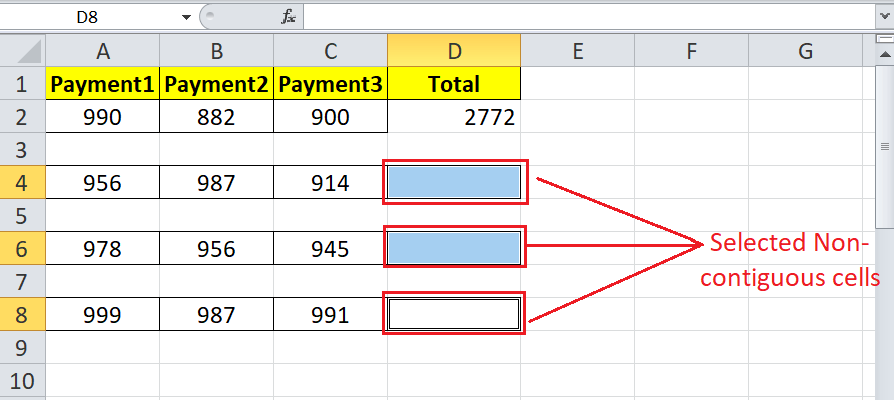 D8 fx
A B C D E F G
1 Payment1 Payment2 Payment3 Total
2 990 882 900 2772
3
4 956 987 914
5
6 978 956 945
7
8 999 987 991
9
10
Selected Non-
contiguous cells